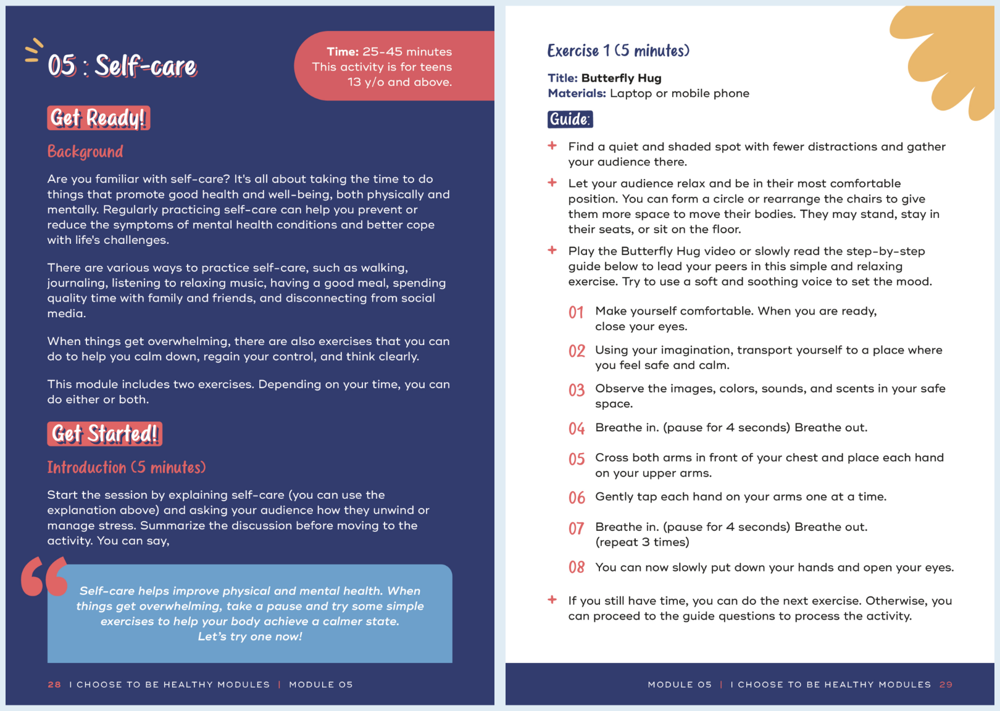 05 : Self-care
Time: 25-45 minutes
This activity is for teens
13 y/o and above.
Get Ready!
Background
Are you familiar with self-care? It's all about taking the time to do
things that promote good health and well-being, both physically and
mentally. Regularly practicing self-care can help you prevent or
reduce the symptoms of mental health conditions and better cope
with life's challenges.
There are various ways to practice self-care, such as walking,
journaling, listening to relaxing music, having a good meal, spending
quality time with family and friends, and disconnecting from social
media.
When things get overwhelming, there are also exercises that you can
do to help you calm down, regain your control, and think clearly.
This module includes two exercises. Depending on your time, you can
do either or both.
Get Started!
Introduction (5 minutes)
Start the session by explaining self-care (you can use the
explanation above) and asking your audience how they unwind or
manage stress. Summarize the discussion before moving to the
activity. You can say,
“
Self-care helps improve physical and mental health. When
things get overwhelming, take a pause and try some simple
exercises to help your body achieve a calmer state.
Let’s try one now!
28 I CHOOSE TO BE HEALTHY MODULES | MODULE 05
Exercise 1 (5 minutes)
Title: Butterfly Hug
Materials: Laptop or mobile phone
Guide:
+ Find a quiet and shaded spot with fewer distractions and gather
your audience there.
+ Let your audience relax and be in their most comfortable
position. You can form a circle or rearrange the chairs to give
them more space to move their bodies. They may stand, stay in
their seats, or sit on the floor.
+ Play the Butterfly Hug video or slowly read the step-by-step
guide below to lead your peers in this simple and relaxing
exercise. Try to use a soft and soothing voice to set the mood.
01 Make yourself comfortable. When you are ready,
close your eyes.
02 Using your imagination, transport yourself to a place where
you feel safe and calm.
03 Observe the images, colors, sounds, and scents in your safe
space.
04 Breathe in. (pause for 4 seconds) Breathe out.
05 Cross both arms in front of your chest and place each hand
on your upper arms.
06 Gently tap each hand on your arms one at a time.
07 Breathe in. (pause for 4 seconds) Breathe out.
(repeat 3 times)
08 You can now slowly put down your hands and open your eyes.
+ If you still have time, you can do the next exercise. Otherwise, you
can proceed to the guide questions to process the activity.
MODULE 05 | I CHOOSE TO BE HEALTHY MODULES 29